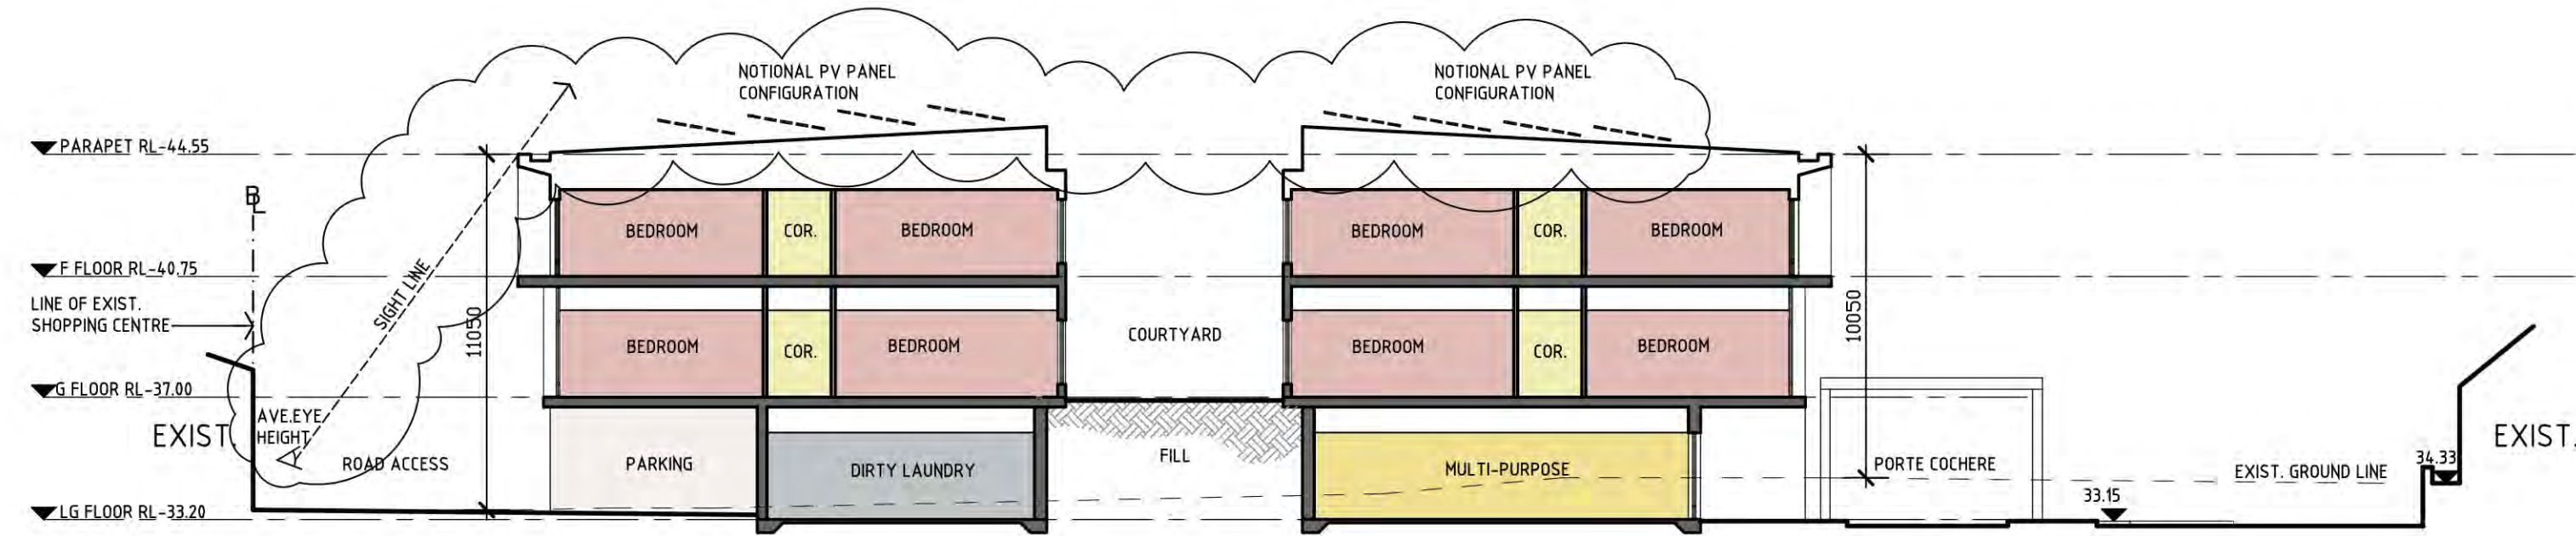 NOTIONAL PV PANEL
CONFIGURATION
NOTIONAL PV PANEL
CONFIGURATION
PARAPET RL-44.55
BL
BEDROOM
COR.
BEDROOM
BEDROOM
COR.
BEDROOM
F FLOOR RL-40.75
SIGHT LINE
LINE OF EXIST.
SHOPPING CENTRE
11050
10050
COURTYARD
BEDROOM
COR.
BEDROOM
BEDROOM
COR.
BEDROOM
G FLOOR RL-37.00
AVE.EYE
HEIGHT
EXIST.
EXIST.
ROAD ACCESS
PARKING
DIRTY LAUNDRY
FILL
MULTI-PURPOSE
PORTE COCHERE
EXIST. GROUND LINE
34.33
33.15
LG FLOOR RL-33.20